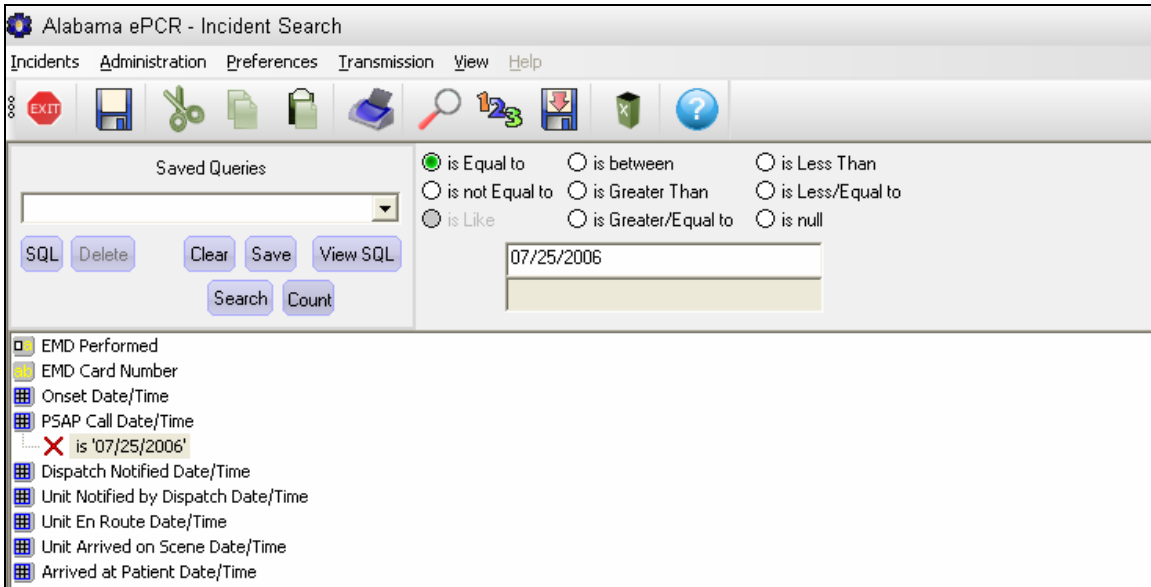 Alabama ePCR - Incident Search
Incidents Administration Preferences Transmission View Help
EXIT 123 X ?
Saved Queries
SQL Delete Clear Save View SQL
Search Count
is Equal to is between is Less Than
is not Equal to is Greater Than is Less/Equal to
is Like is Greater/Equal to is null
07/25/2006
EMD Performed
ab EMD Card Number
Onset Date/Time
PSAP Call Date/Time
is '07/25/2006'
Dispatch Notified Date/Time
Unit Notified by Dispatch Date/Time
Unit En Route Date/Time
Unit Arrived on Scene Date/Time
Arrived at Patient Date/Time